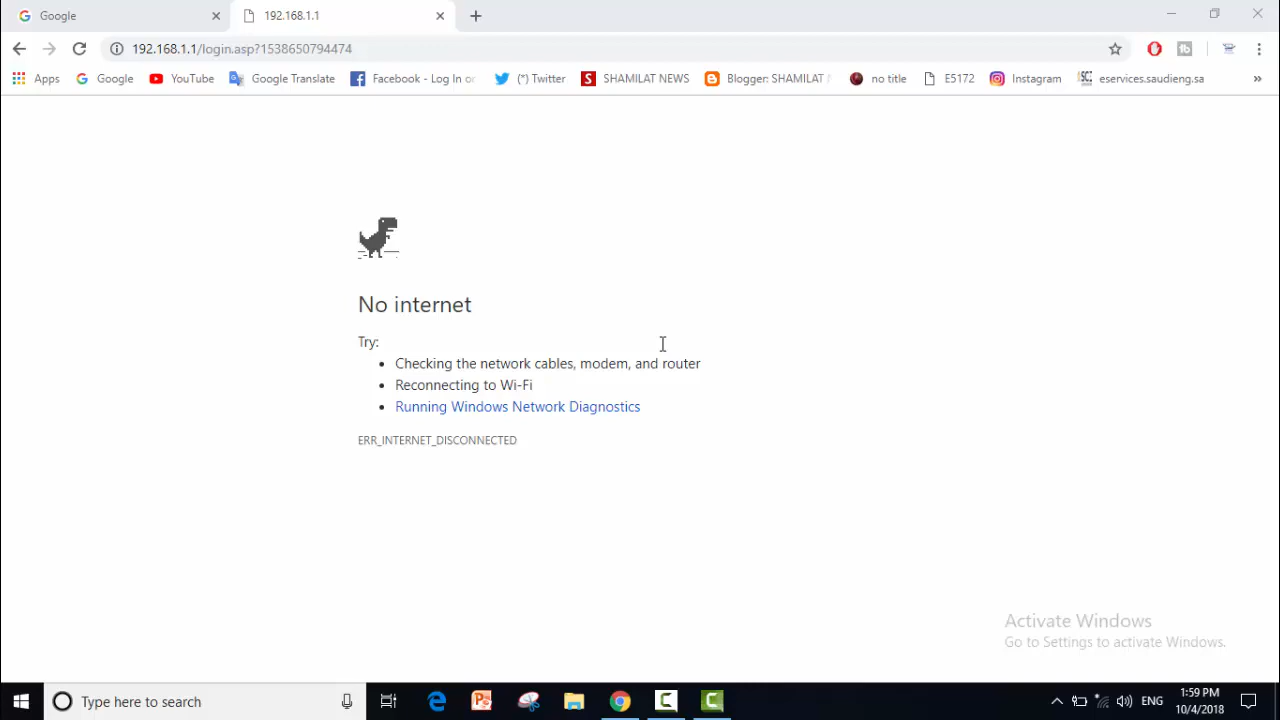 Google
192.168.1.1
192.168.1.1/login.asp?1538650794474
Apps
Google
YouTube
Google Translate
Facebook - Log In or
(*) Twitter
SHAMILAT NEWS
Blogger: SHAMILAT /
no title
E5172
Instagram
eservices.saudieng.sa
No internet
Try:
Checking the network cables, modem, and router
Reconnecting to Wi-Fi
Running Windows Network Diagnostics
ERR_INTERNET_DISCONNECTED
Activate Windows
Go to Settings to activate Windows.
Type here to search
ENG
1:59 PM
10/4/2018